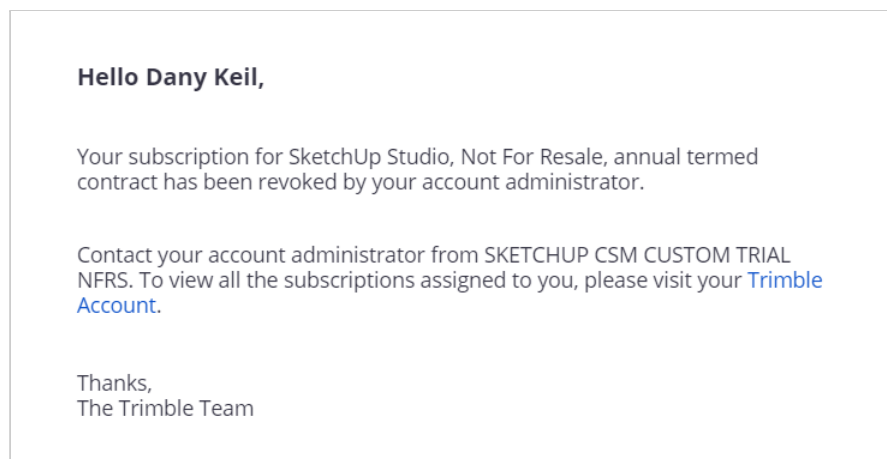 Hello Dany Keil,
Your subscription for SketchUp Studio, Not For Resale, annual termed
contract has been revoked by your account administrator.
Contact your account administrator from SKETCHUP CSM CUSTOM TRIAL
NFRS. To view all the subscriptions assigned to you, please visit your Trimble
Account.
Thanks,
The Trimble Team